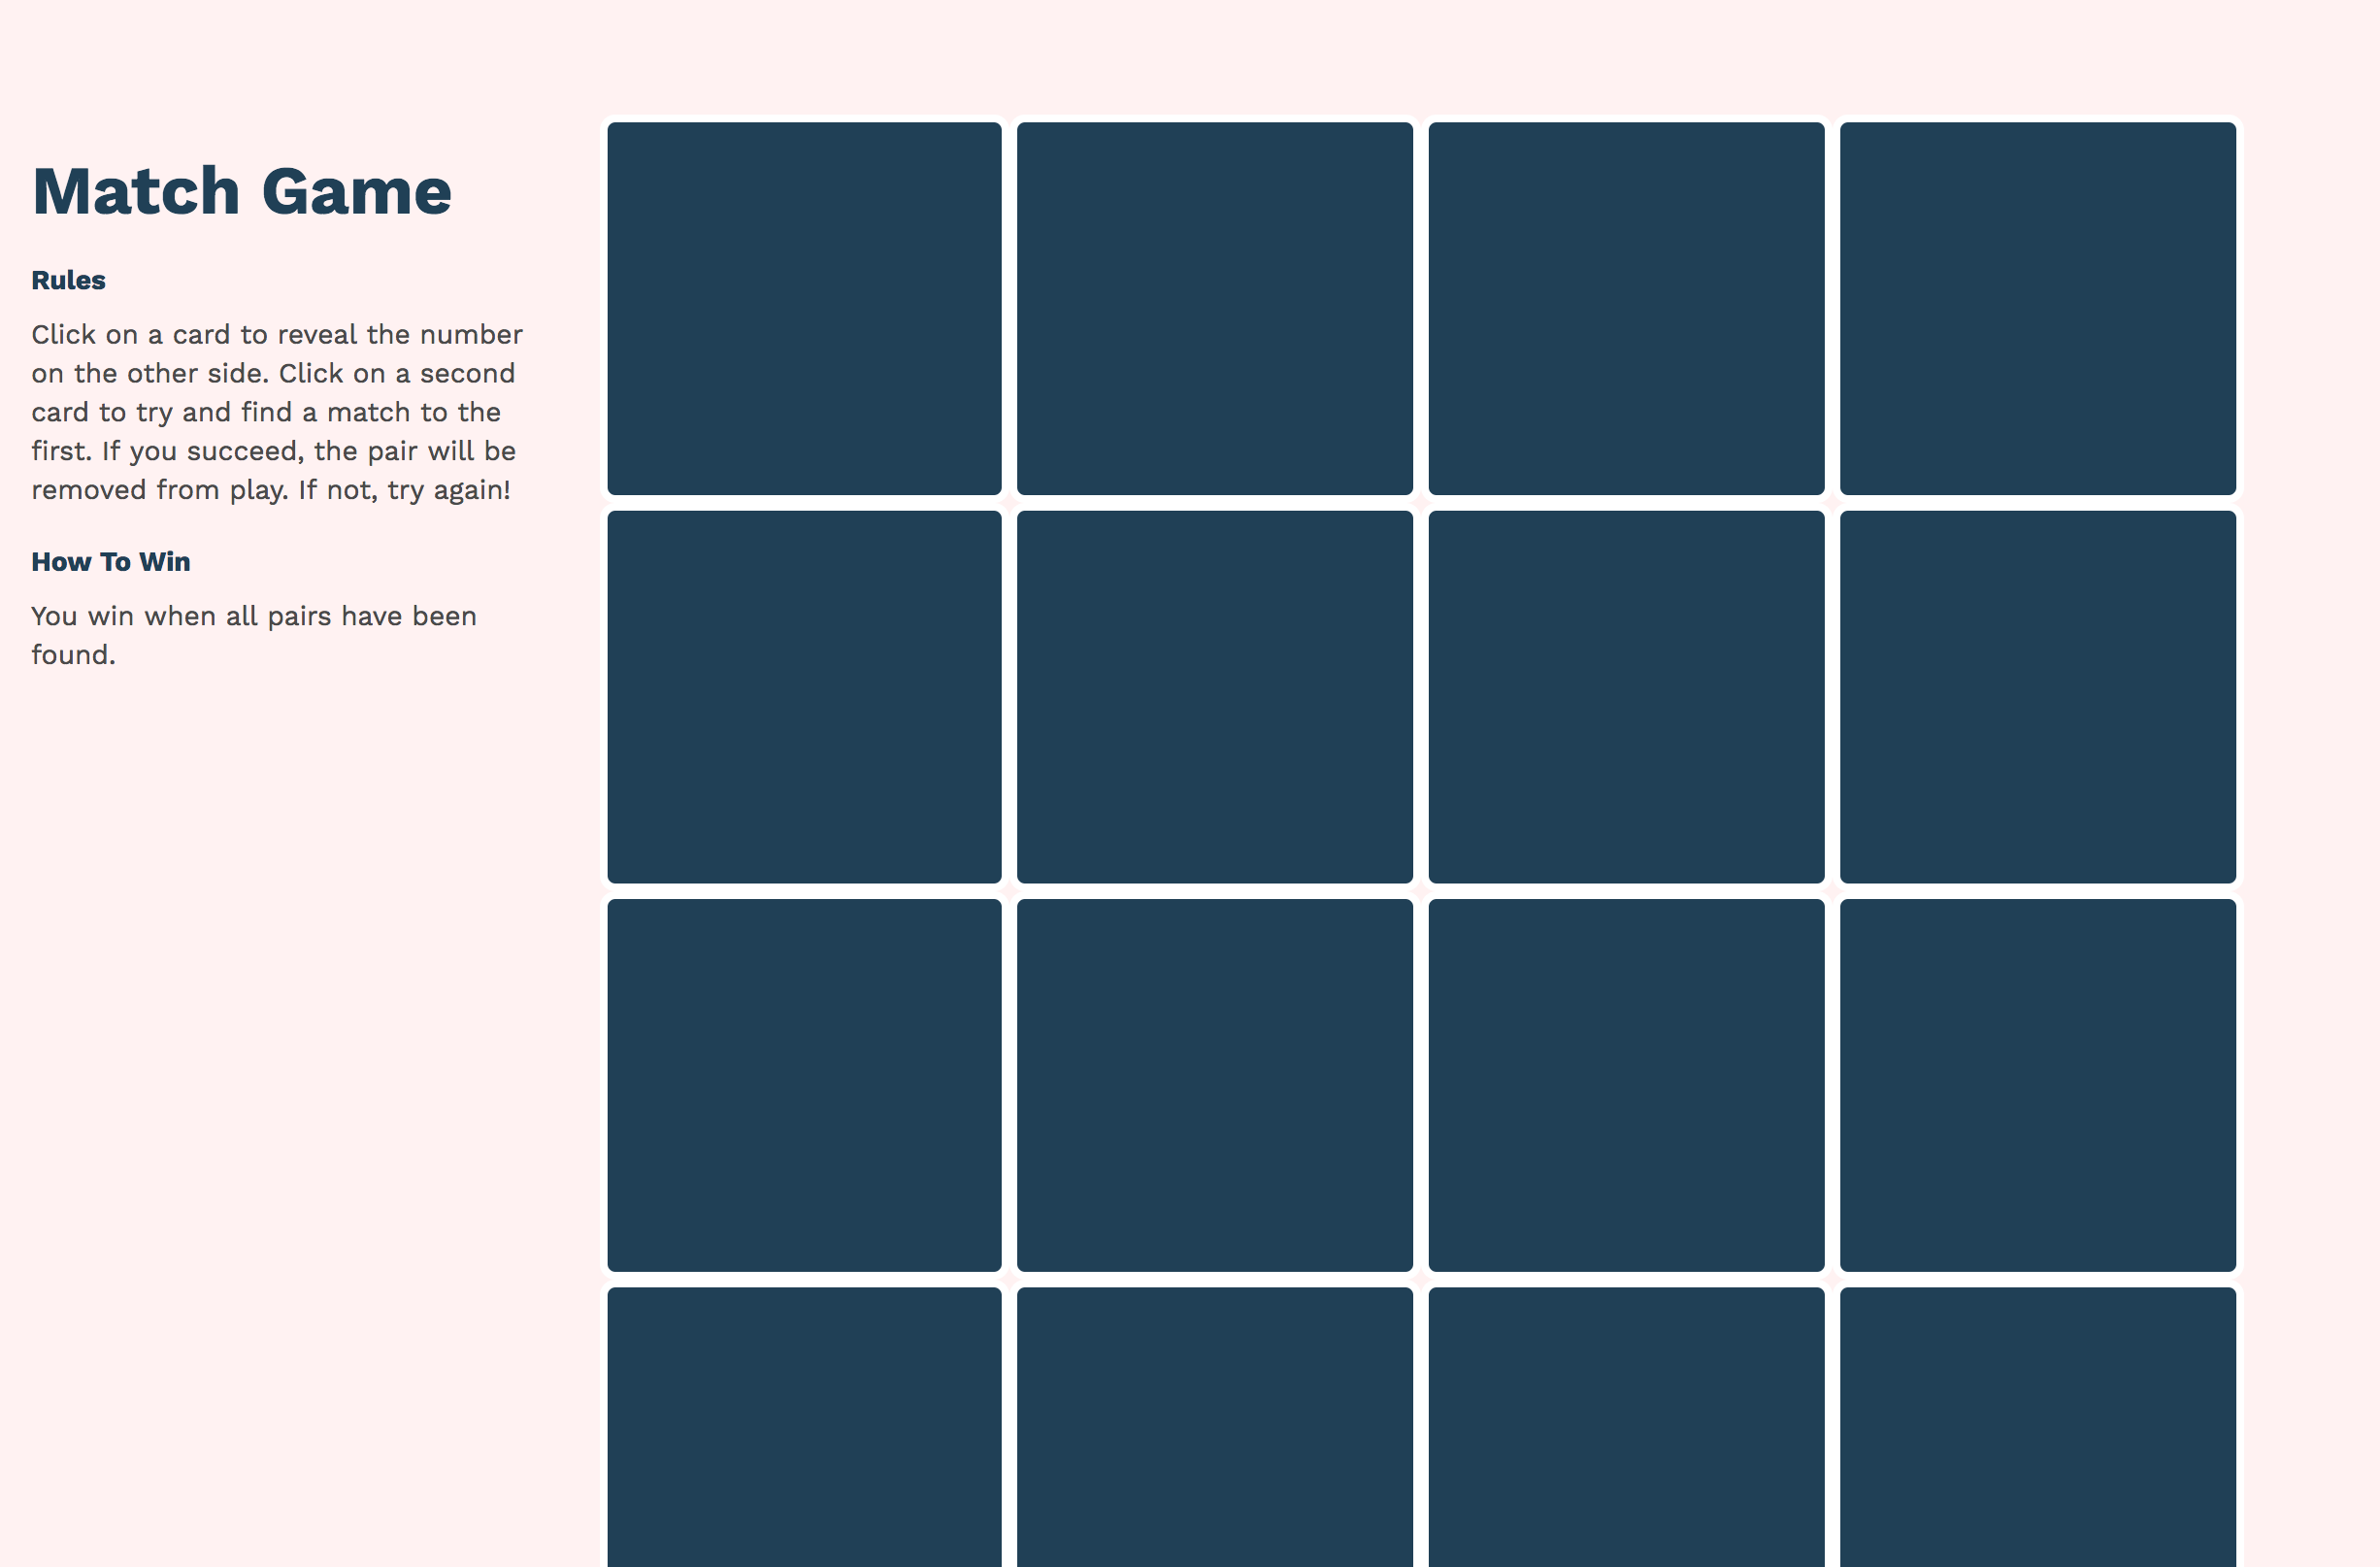 Match Game
Rules
Click on a card to reveal the number
on the other side. Click on a second
card to try and find a match to the
first. If you succeed, the pair will be
removed from play. If not, try again!
How To Win
You win when all pairs have been
found.